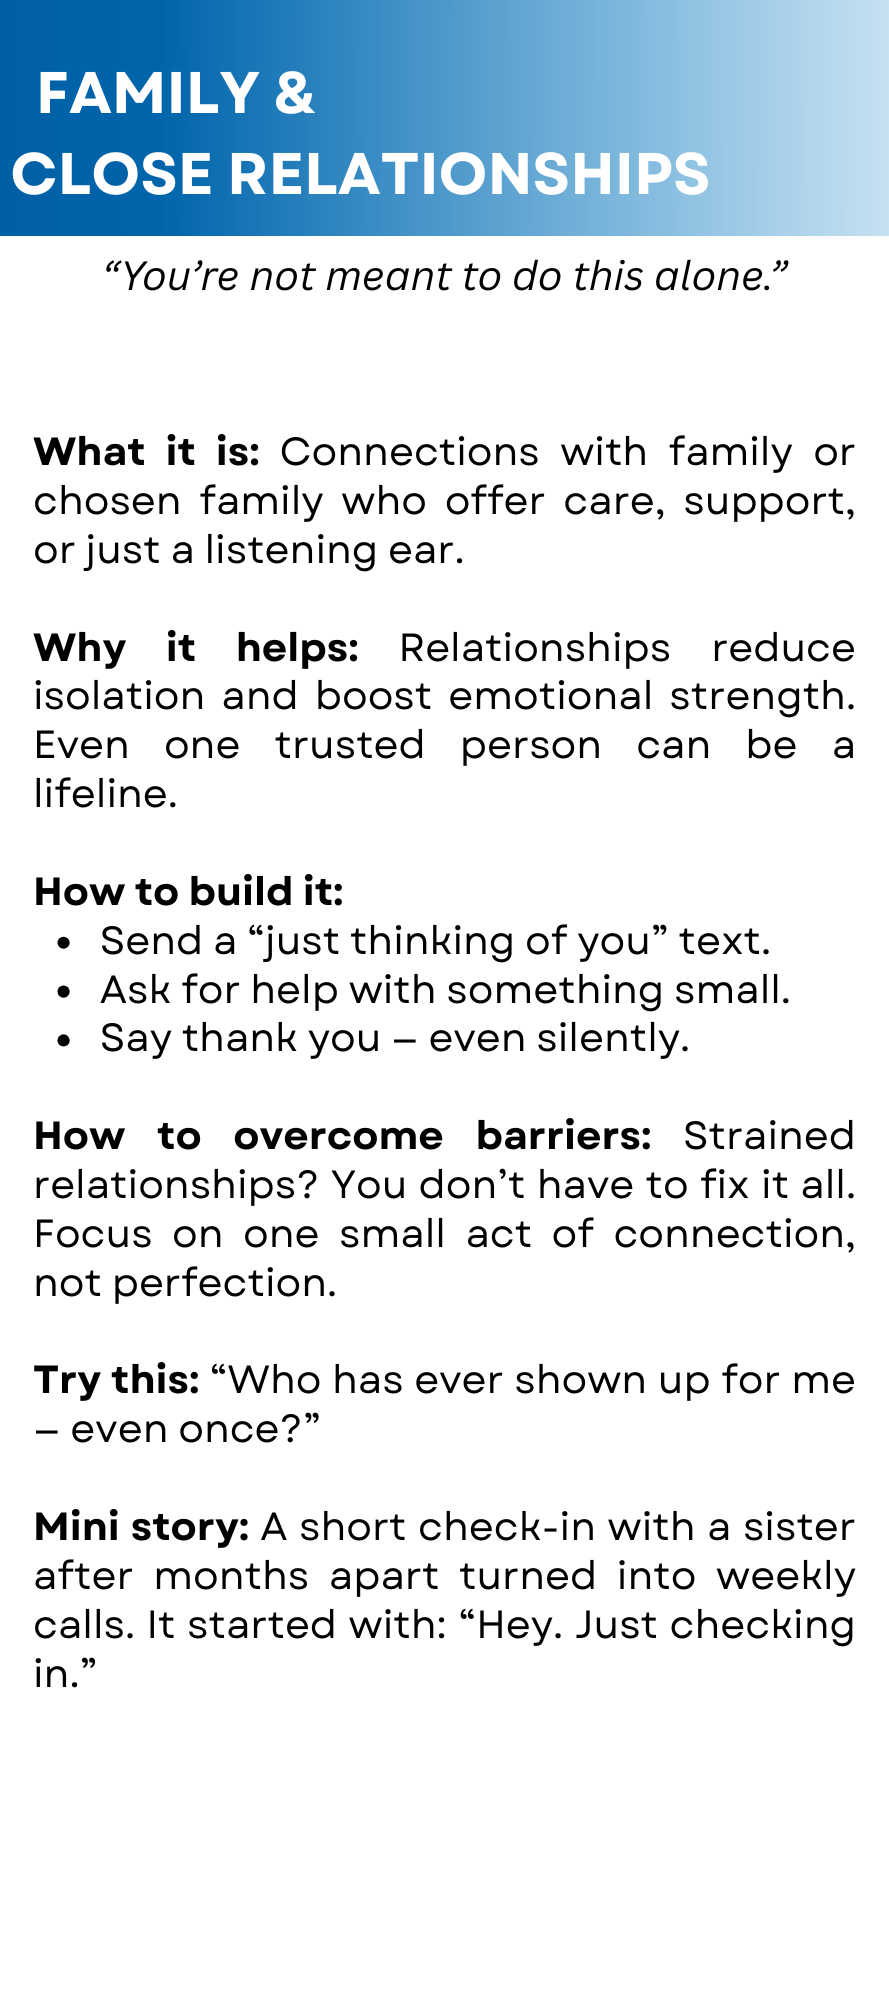 FAMILY &
CLOSE RELATIONSHIPS
“You’re not meant to do this alone.”
What it is: Connections with family or
chosen family who offer care, support,
or just a listening ear.
Why it helps: Relationships reduce
isolation and boost emotional strength.
Even one trusted person can be a
lifeline.
How to build it:
• Send a “just thinking of you” text.
• Ask for help with something small.
• Say thank you – even silently.
How to overcome barriers: Strained
relationships? You don’t have to fix it all.
Focus on one small act of connection,
not perfection.
Try this: “Who has ever shown up for me
– even once?”
Mini story: A short check-in with a sister
after months apart turned into weekly
calls. It started with: “Hey. Just checking
in.”